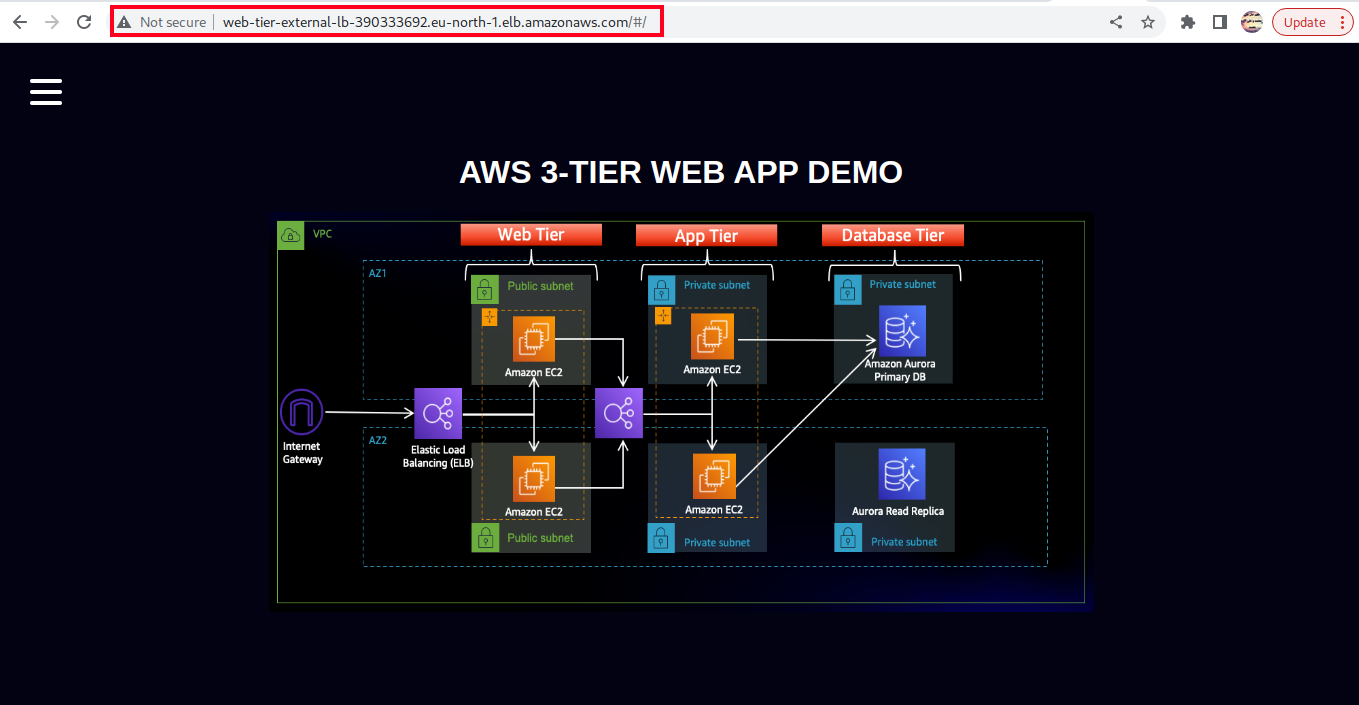 Not secure | web-tier-external-lb-390333692.eu-north-1.elb.amazonaws.com/#/
Update
AWS 3-TIER WEB APP DEMO
VPC
Web Tier
App Tier
Database Tier
AZ1
Public subnet
Private subnet
Private subnet
Amazon EC2
Amazon EC2
Amazon Aurora
Primary DB
Internet
Gateway
Elastic Load
Balancing (ELB)
AZ2
Amazon EC2
Amazon EC2
Aurora Read Replica
Public subnet
Private subnet
Private subnet